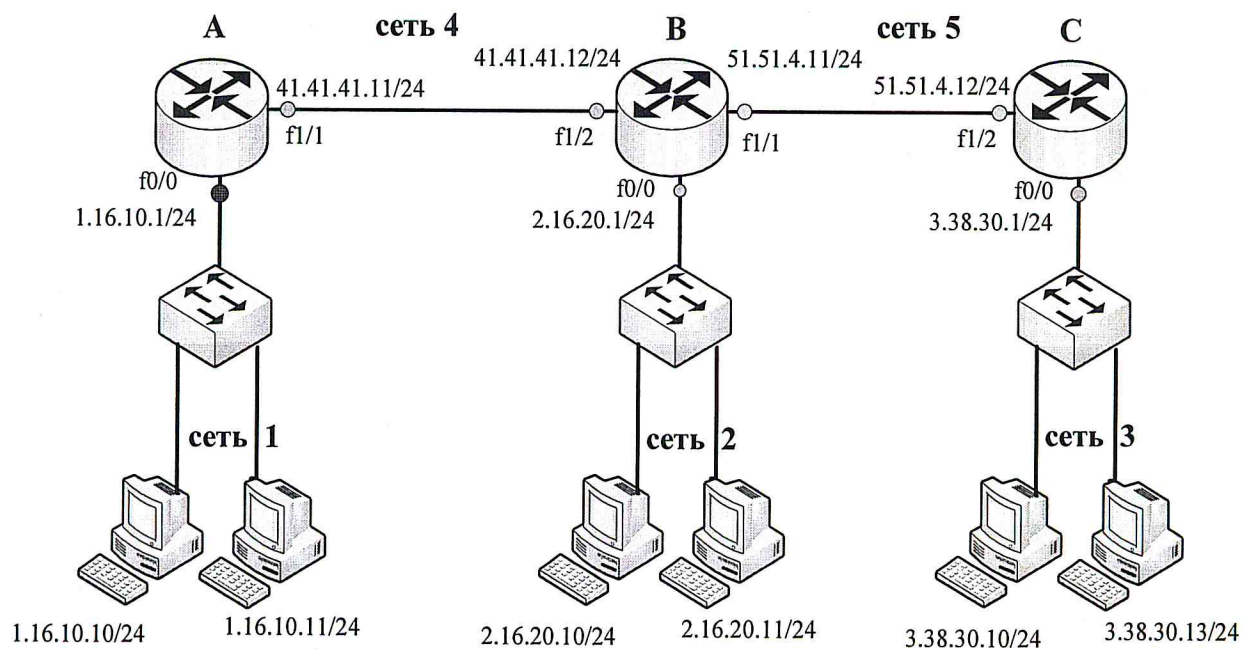 A
сеть 4
B
сеть 5
C
41.41.41.11/24
41.41.41.12/24
51.51.4.11/24
51.51.4.12/24
f1/1
f1/2
f1/1
f1/2
f0/0
f0/0
f0/0
1.16.10.1/24
2.16.20.1/24
3.38.30.1/24
сеть 1
сеть 2
сеть 3
1.16.10.10/24
1.16.10.11/24
2.16.20.10/24
2.16.20.11/24
3.38.30.10/24
3.38.30.13/24